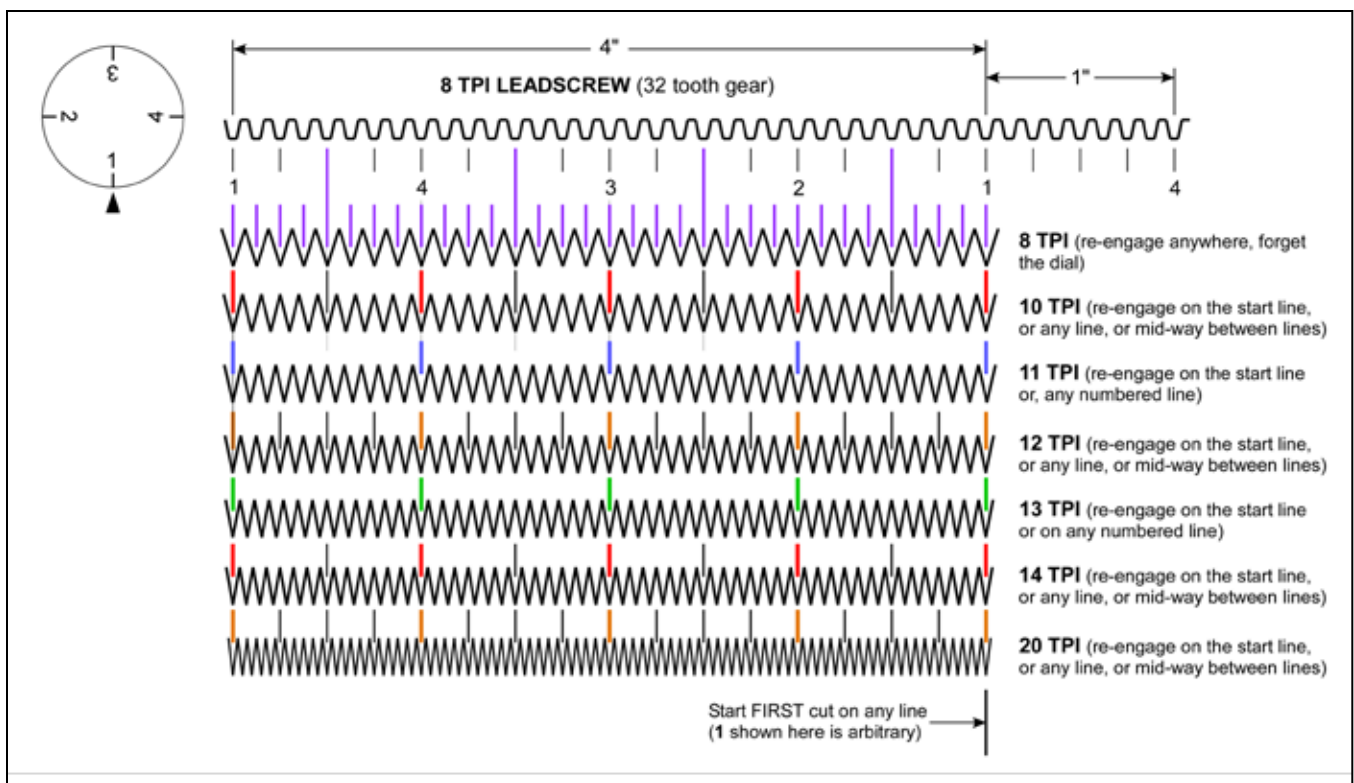 4"
1"
8 TPI LEADSCREW (32 tooth gear)
3
2
4
1
1
4
3
2
1
4
8 TPI (re-engage anywhere, forget
the dial)
10 TPI (re-engage on the start line,
or any line, or mid-way between lines)
11 TPI (re-engage on the start line
or, any numbered line)
12 TPI (re-engage on the start line,
or any line, or mid-way between lines)
13 TPI (re-engage on the start line
or on any numbered line)
14 TPI (re-engage on the start line,
or any line, or mid-way between lines)
20 TPI (re-engage on the start line,
or any line, or mid-way between lines)
Start FIRST cut on any line
(1 shown here is arbitrary)